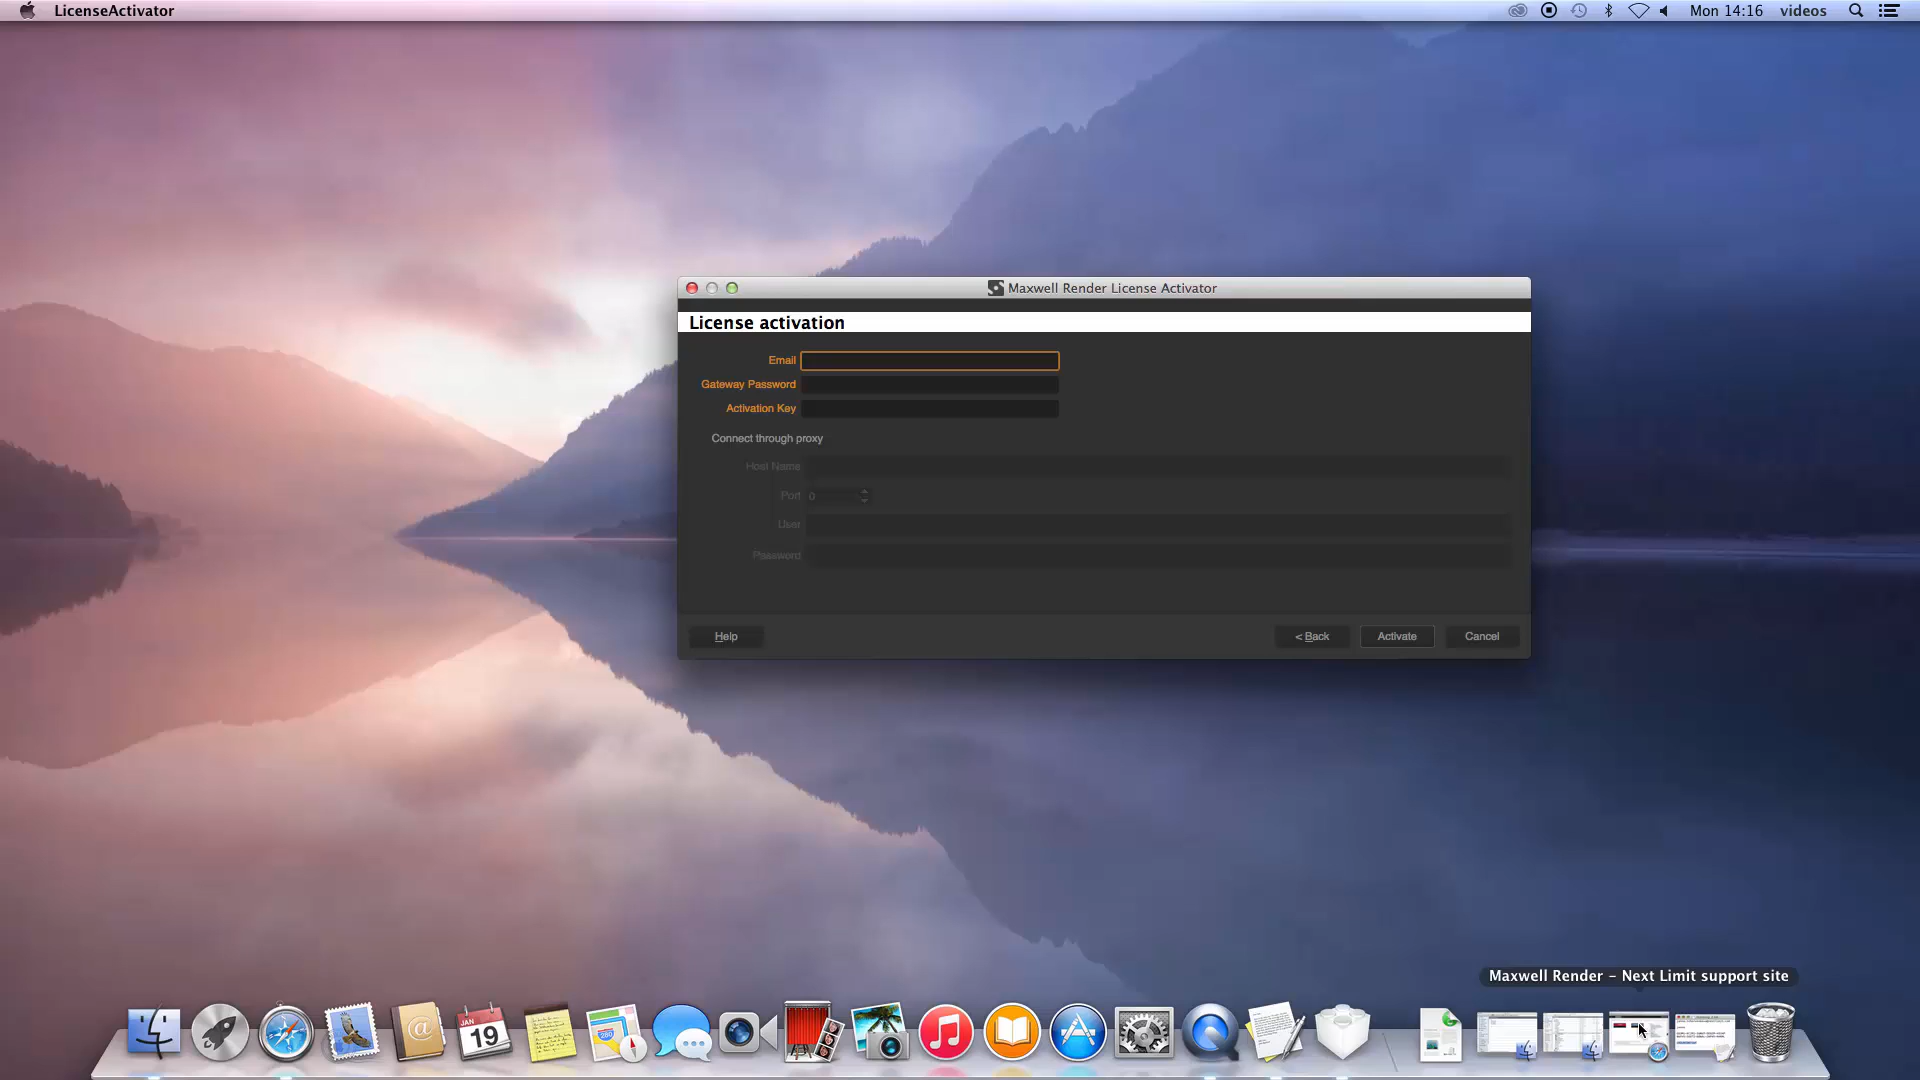 LicenseActivator
Mon 14:16 videos
Maxwell Render License Activator
License activation
Email
Gateway Password
Activation Key
Connect through proxy
Host Name
Port 0
User
Password
Help
< Back Activate Cancel
Maxwell Render – Next Limit support site
JAN
19
280